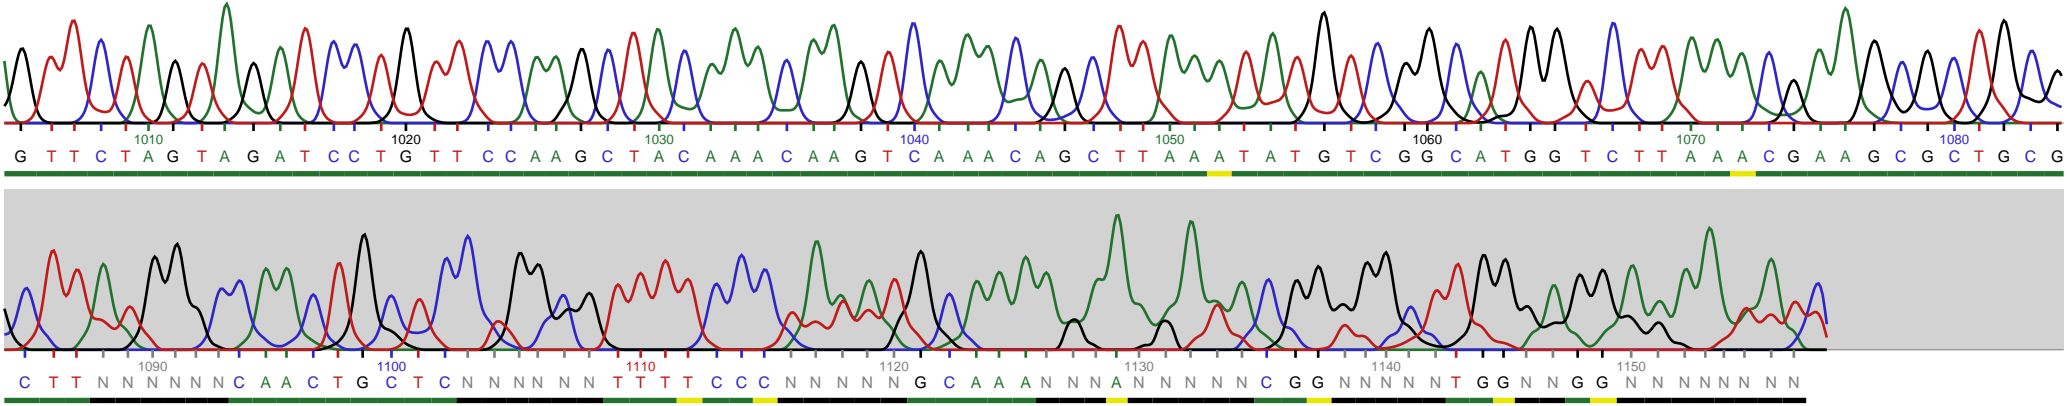 1010 1020 1030 1040 1050 1060 1070 1080
G T T C T A G T A G A T C C T G T T C C A A G C T A C A A A C A A G T C A A A C A G C T T A A A T A T G T C G G C A T G G T C T T A A A C G A A G C G C T G C G
1090 1100 1110 1120 1130 1140 1150
C T T N N N N N N C A A C T G C T C N N N N N N T T T T C C C N N N N N G C A A A N N N A N N N N N C G G N N N N N T G G N N G G N N N N N N N N